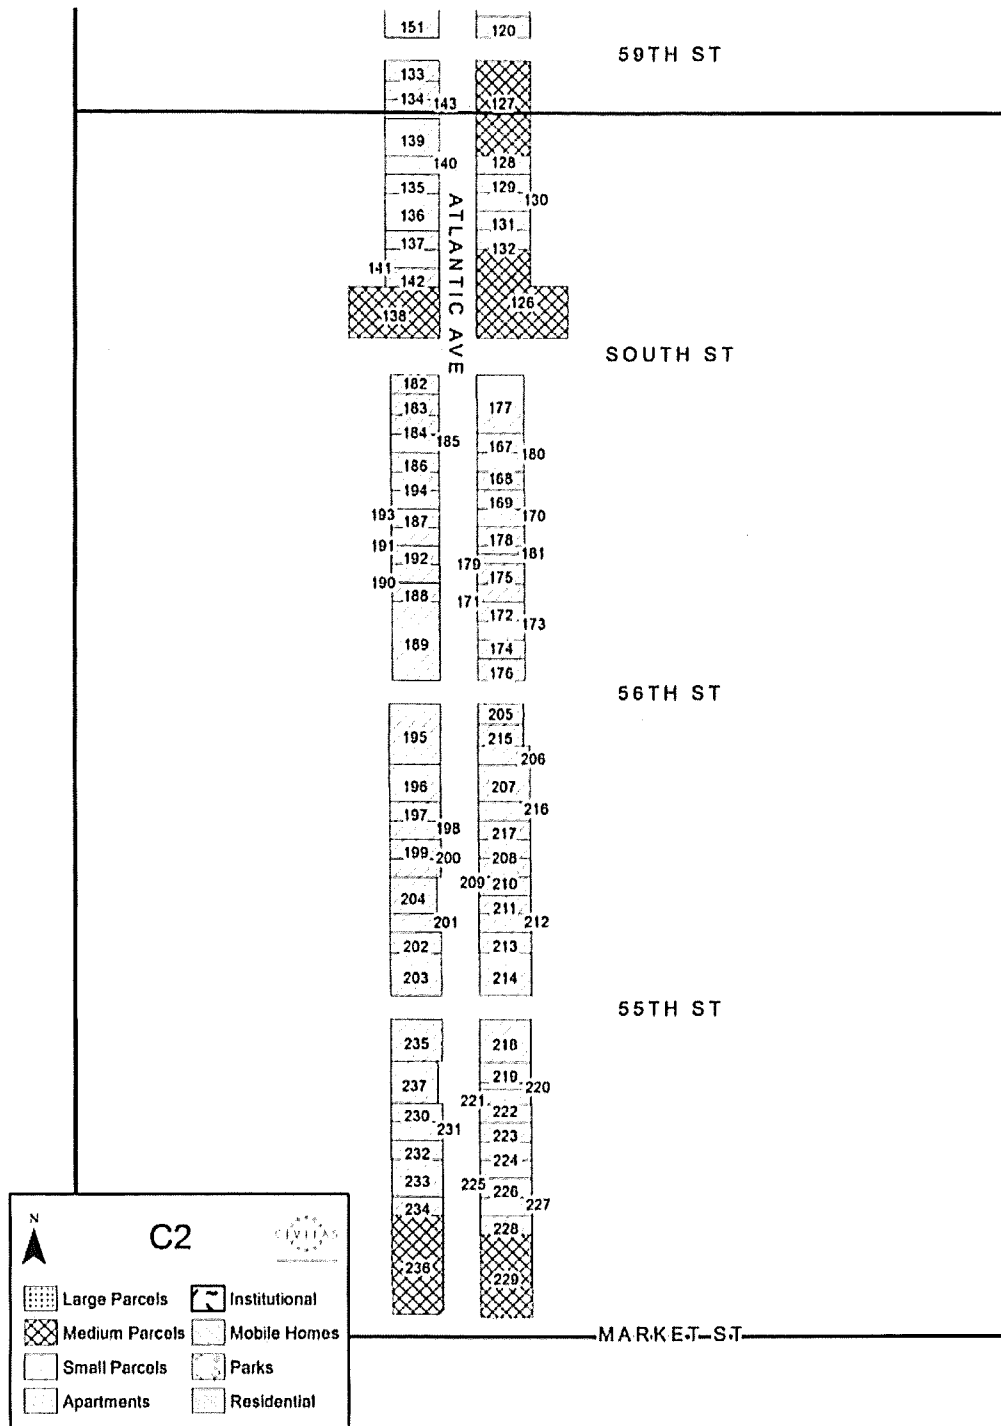 151 120
59TH ST
133
134 143 127
139
140 128
135 129 130
136 131
137 132
141
142 126
138
ATLANTIC AVE
SOUTH ST
182 177
183
184 185 167 180
186 168
194 169
193 187 170
191 178 181
192 179 175
190 188 171 172 173
189 174
176
56TH ST
205
195 215
206
196 207
197 216
198 217
199 200 208
209 210
204 211
201 212
202 213
203 214
55TH ST
235 218
219 220
237 221
230 222
231 223
232 224
233 225 226
234 227
228
236 229
MARKET ST
N
C2
CIVITAS
Large Parcels Institutional
Medium Parcels Mobile Homes
Small Parcels Parks
Apartments Residential